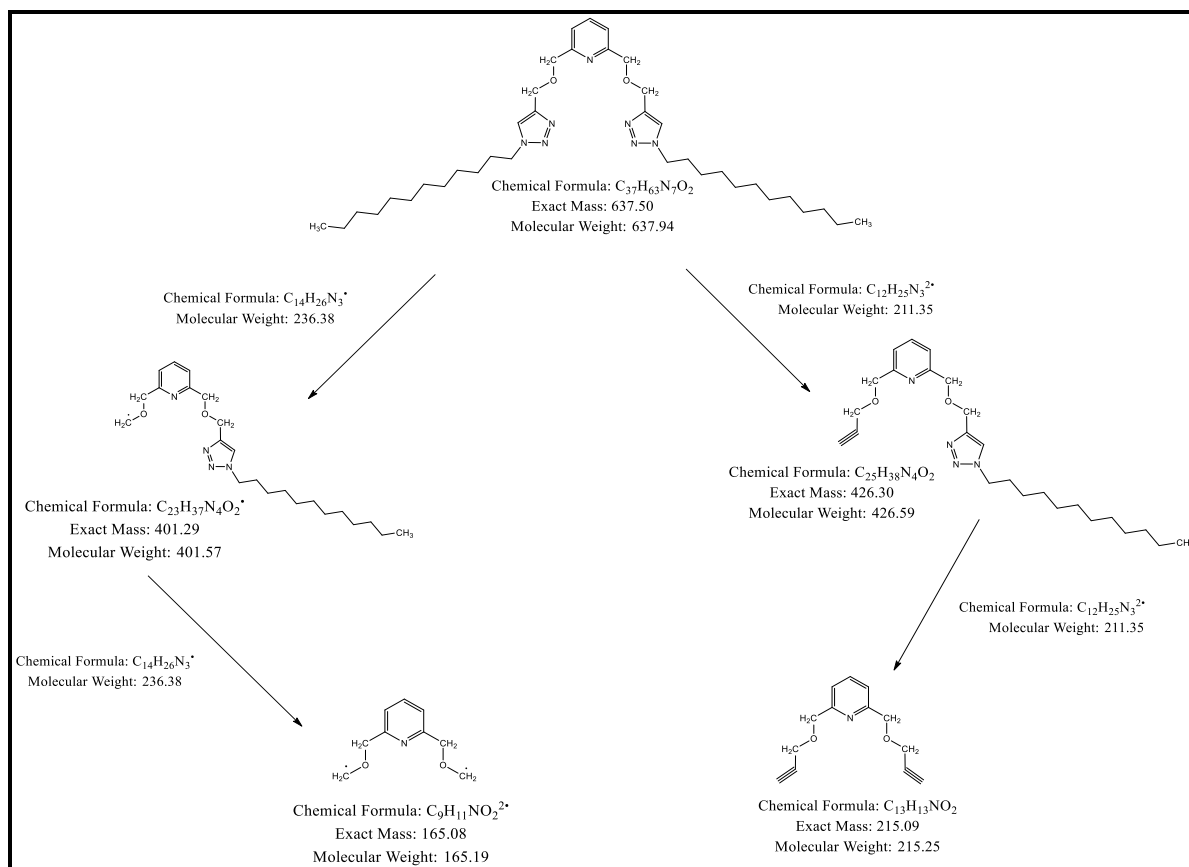 H₂C
N
CH₂
O
O
H₂C
CH₂
N
N
N
N
N
N
H₃C
CH₃
Chemical Formula: C₃₇H₆₃N₇O₂
Exact Mass: 637.50
Molecular Weight: 637.94
Chemical Formula: C₁₄H₂₆N₃•
Molecular Weight: 236.38
Chemical Formula: C₁₂H₂₅N₃²•
Molecular Weight: 211.35
H₂C
N
CH₂
H₂C
O
O
CH₂
N
N
N
CH₃
Chemical Formula: C₂₃H₃₇N₄O₂•
Exact Mass: 401.29
Molecular Weight: 401.57
H₂C
N
CH₂
H₂C
O
O
CH₂
N
N
N
CH
Chemical Formula: C₂₅H₃₈N₄O₂
Exact Mass: 426.30
Molecular Weight: 426.59
Chemical Formula: C₁₄H₂₆N₃•
Molecular Weight: 236.38
Chemical Formula: C₁₂H₂₅N₃²•
Molecular Weight: 211.35
H₂C
N
CH₂
H₂C
O
O
CH₂
Chemical Formula: C₉H₁₁NO₂²•
Exact Mass: 165.08
Molecular Weight: 165.19
H₂C
N
CH₂
O
O
H₂C
CH₂
Chemical Formula: C₁₃H₁₃NO₂
Exact Mass: 215.09
Molecular Weight: 215.25